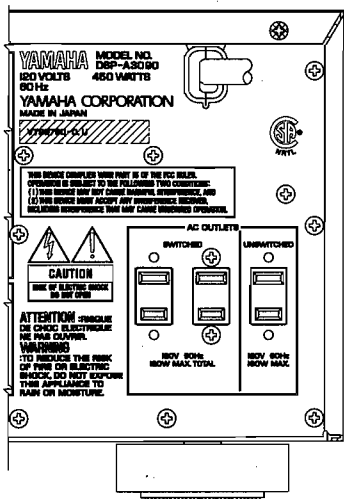 YAMAHA MODEL NO.
DSP-A3090
120 VOLTS 450 WATTS
60 Hz
YAMAHA CORPORATION
MADE IN JAPAN
THIS DEVICE COMPLIES WITH PART 15 OF THE FCC RULES.
OPERATION IS SUBJECT TO THE FOLLOWING TWO CONDITIONS:
(1) THIS DEVICE MAY NOT CAUSE HARMFUL INTERFERENCE, AND
(2) THIS DEVICE MUST ACCEPT ANY INTERFERENCE RECEIVED,
INCLUDING INTERFERENCE THAT MAY CAUSE UNDESIRED OPERATION.
NRTL
CAUTION
RISK OF ELECTRIC SHOCK
DO NOT OPEN
ATTENTION :RISQUE
DE CHOC ELECTRIQUE
NE PAS OUVRIR.
WARNING
:TO REDUCE THE RISK
OF FIRE OR ELECTRIC
SHOCK, DO NOT EXPOSE
THIS APPLIANCE TO
RAIN OR MOISTURE.
AC OUTLETS
SWITCHED UNSWITCHED
60Hz
MAX. TOTAL
60Hz
MAX.